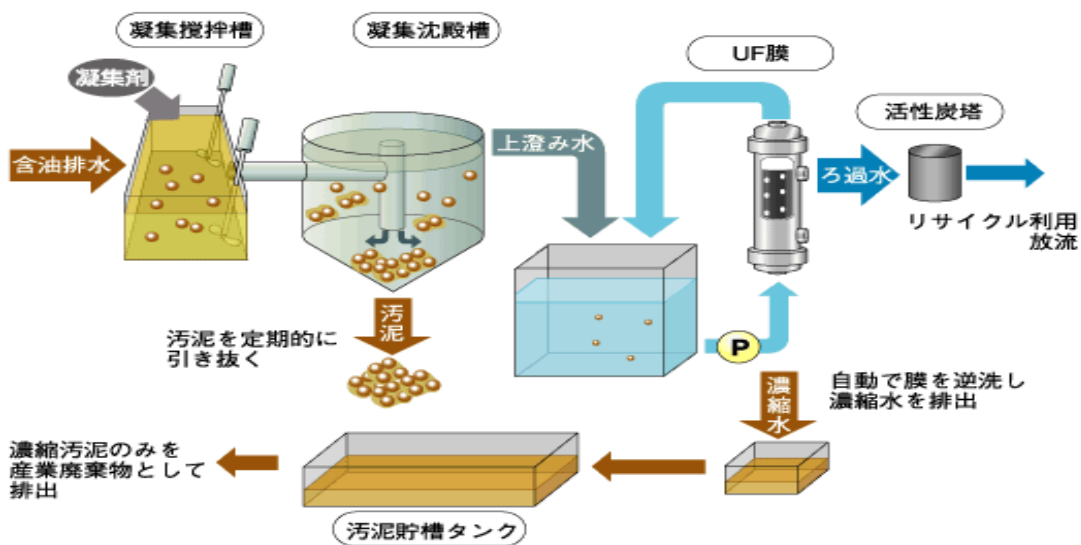 凝集撹拌槽
凝集沈殿槽
UF膜
凝集剤
活性炭塔
含油排水
上澄み水
ろ過水
リサイクル利用
放流
汚泥
汚泥を定期的に
引き抜く
P
濃縮水
自動で膜を逆洗し
濃縮水を排出
濃縮汚泥のみを
産業廃棄物として
排出
汚泥貯槽タンク